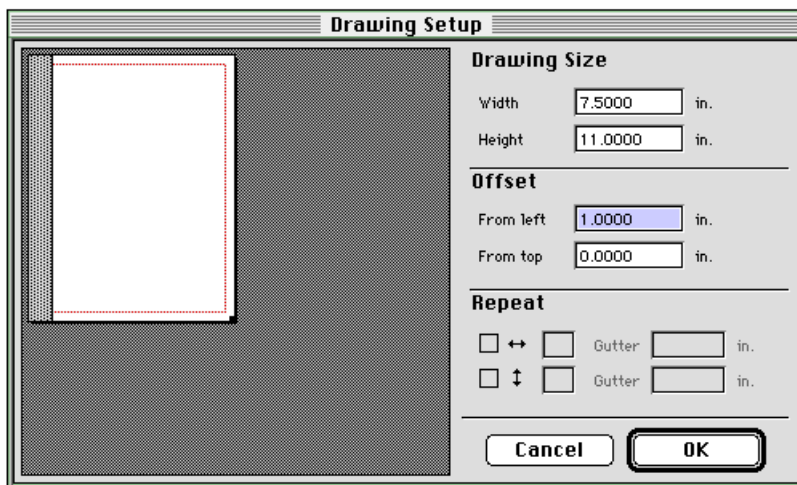 Drawing Setup
Drawing Size
Width 7.5000 in.
Height 11.0000 in.
Offset
From left 1.0000 in.
From top 0.0000 in.
Repeat
↔ Gutter in.
↕ Gutter in.
Cancel OK